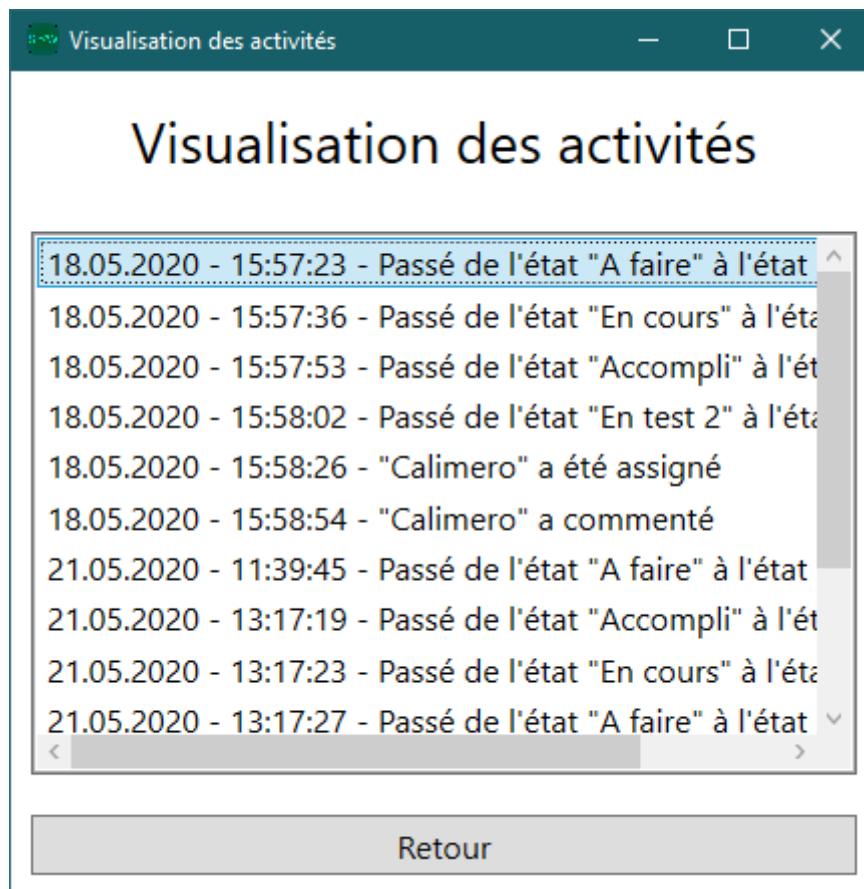 Visualisation des activités
Visualisation des activités
18.05.2020 - 15:57:23 - Passé de l'état "A faire" à l'état
18.05.2020 - 15:57:36 - Passé de l'état "En cours" à l'éta
18.05.2020 - 15:57:53 - Passé de l'état "Accompli" à l'ét
18.05.2020 - 15:58:02 - Passé de l'état "En test 2" à l'éta
18.05.2020 - 15:58:26 - "Calimero" a été assigné
18.05.2020 - 15:58:54 - "Calimero" a commenté
21.05.2020 - 11:39:45 - Passé de l'état "A faire" à l'état
21.05.2020 - 13:17:19 - Passé de l'état "Accompli" à l'ét
21.05.2020 - 13:17:23 - Passé de l'état "En cours" à l'éta
21.05.2020 - 13:17:27 - Passé de l'état "A faire" à l'état
Retour